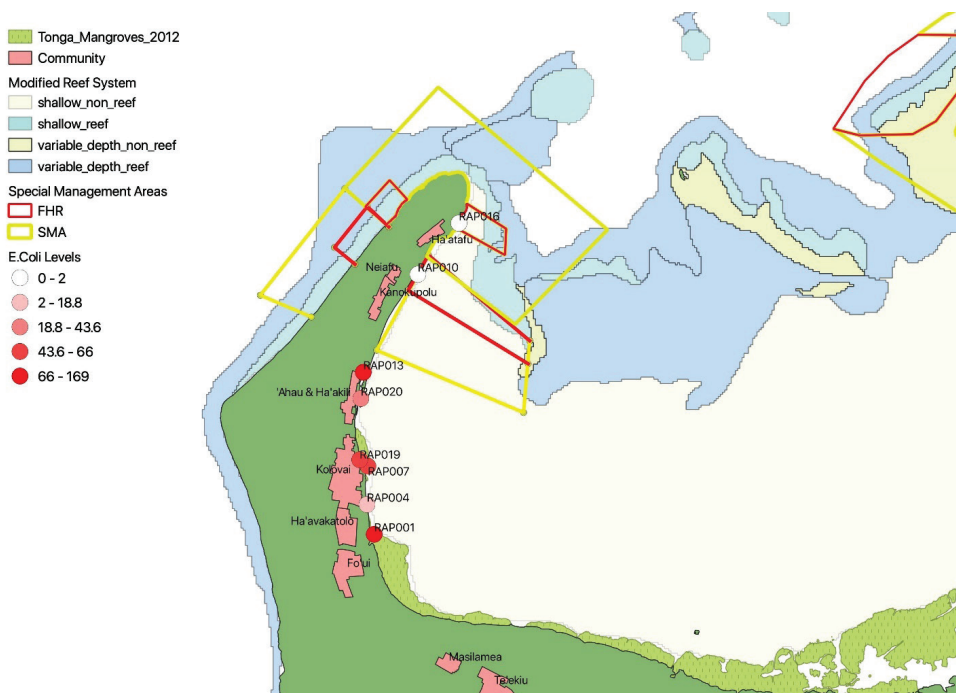 Tonga_Mangroves_2012
Community
Modified Reef System
shallow_non_reef
shallow_reef
variable_depth_non_reef
variable_depth_reef
Special Management Areas
FHR
SMA
E.Coli Levels
0 - 2
2 - 18.8
18.8 - 43.6
43.6 - 66
66 - 169
RAP016
Ha'atafu
Neiafu
RAP010
Kanokupolu
RAP013
'Ahau & Ha'akili
RAP020
RAP019
Kolovai
RAP007
RAP004
Ha'avakatolo
RAP001
Fo'ui
Masilamea
Te'ekiu